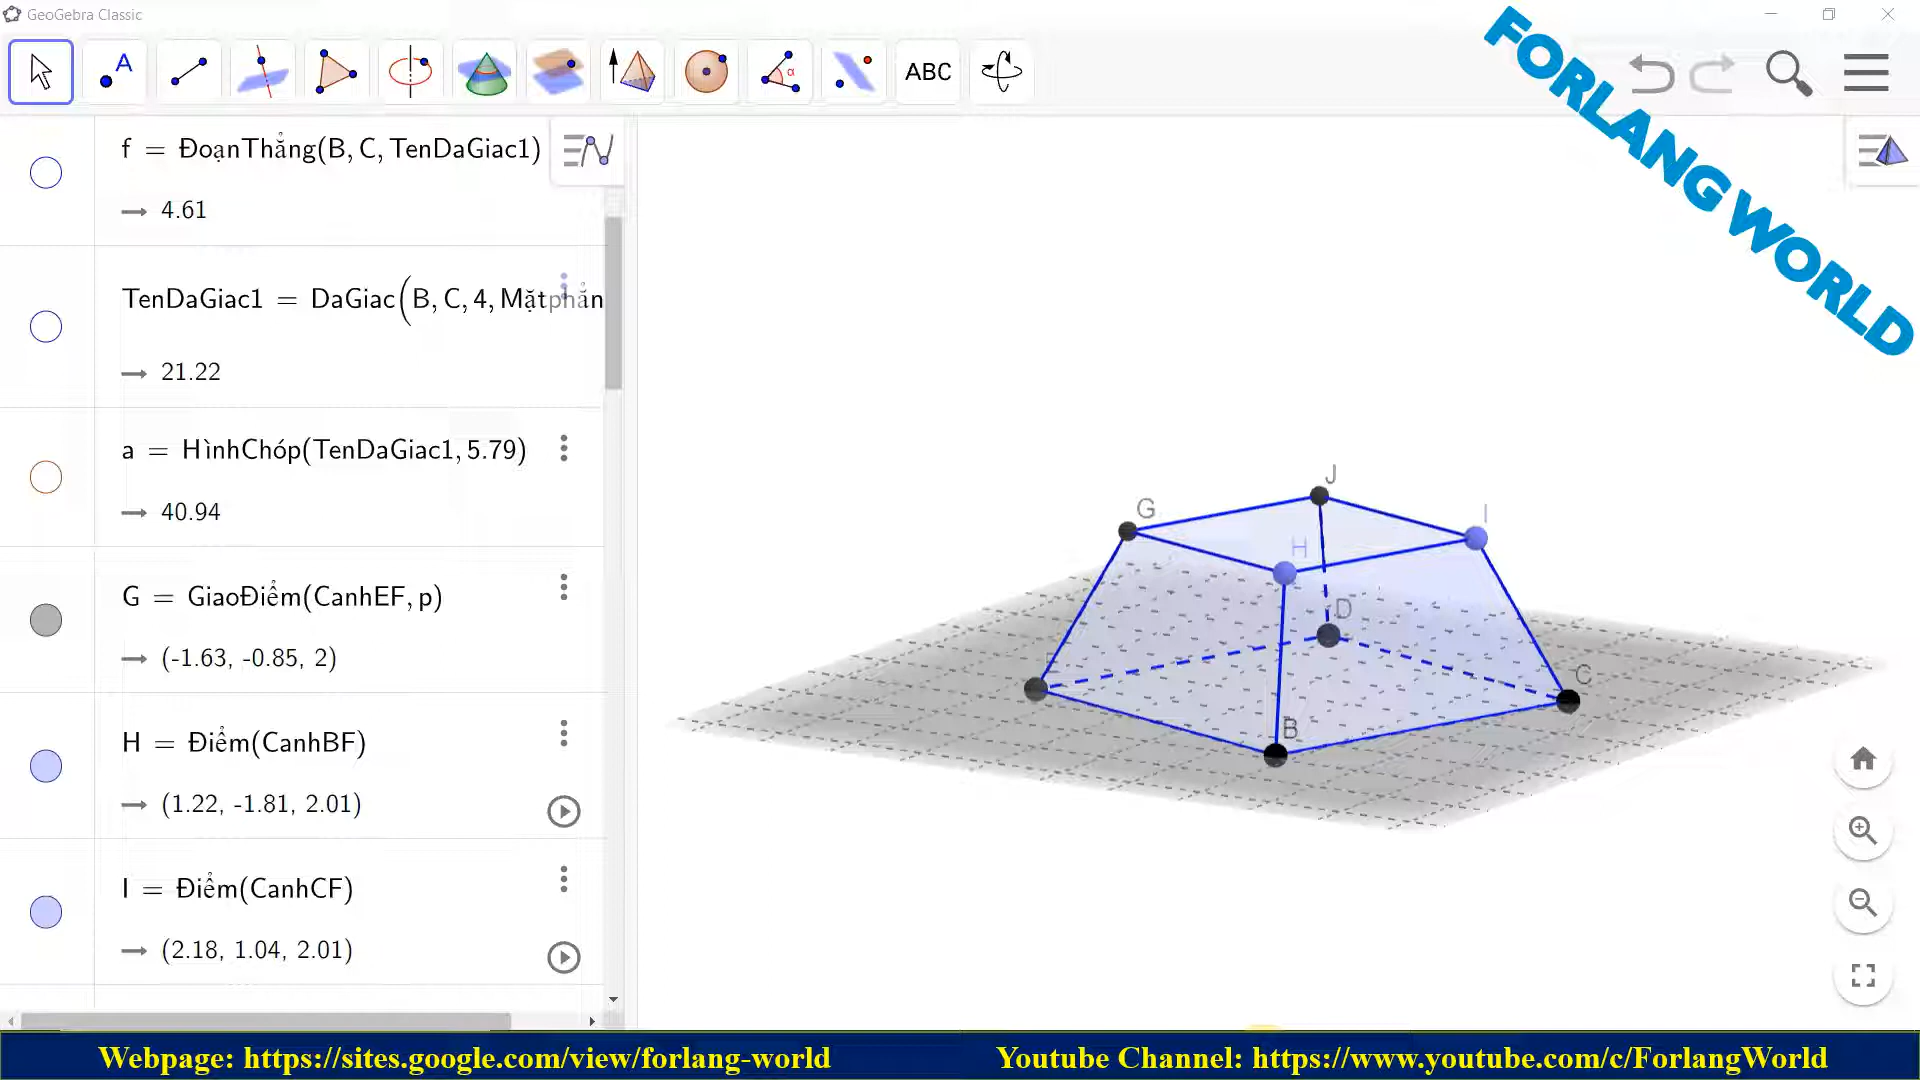 GeoGebra Classic
A
α
ABC
FORLANG WORLD
f = ĐoạnThẳng(B, C, TenDaGiac1)
→ 4.61
TenDaGiac1 = DaGiac(B, C, 4, Mặtphẳn
→ 21.22
a = HìnhChóp(TenDaGiac1, 5.79)
→ 40.94
G = GiaoĐiểm(CanhEF, p)
→ (-1.63, -0.85, 2)
H = Điểm(CanhBF)
→ (1.22, -1.81, 2.01)
I = Điểm(CanhCF)
→ (2.18, 1.04, 2.01)
J
G
I
H
D
C
B
Webpage: https://sites.google.com/view/forlang-world
Youtube Channel: https://www.youtube.com/c/ForlangWorld